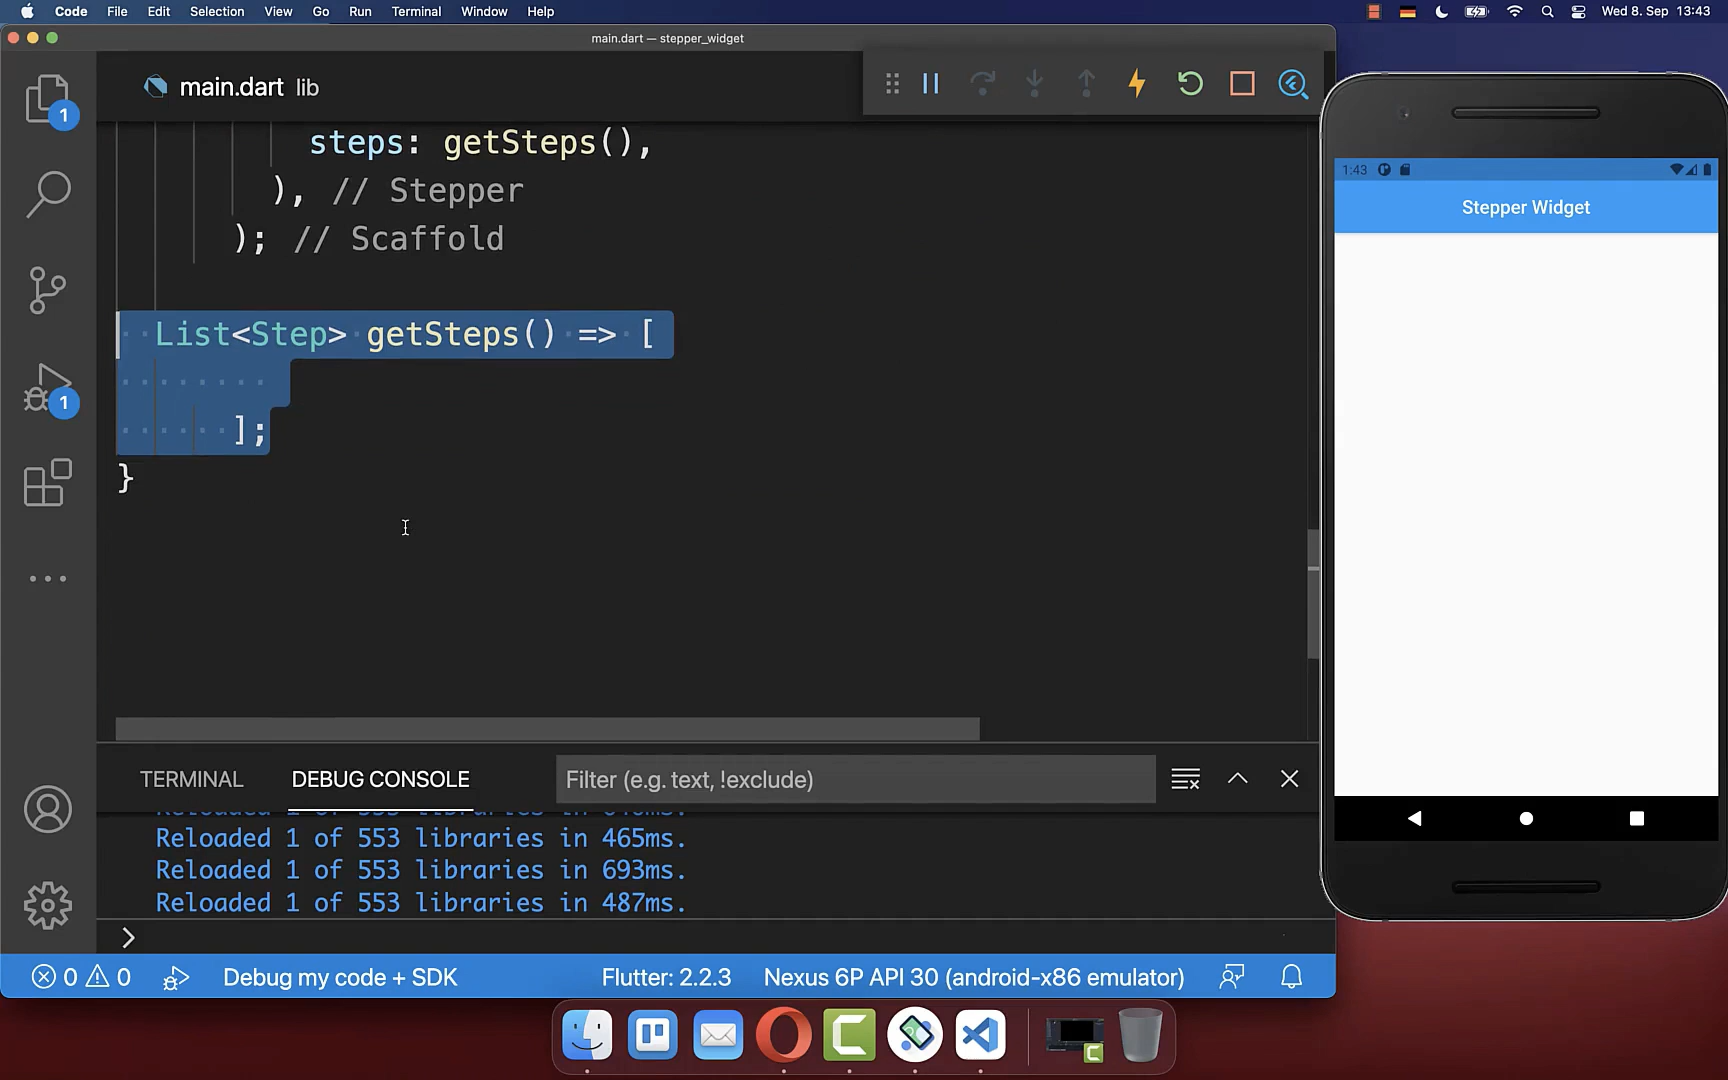 Code File Edit Selection View Go Run Terminal Window Help
Wed 8. Sep 13:43
main.dart — stepper_widget
main.dart lib
1
1
steps: getSteps(),
), // Stepper
); // Scaffold
List<Step> getSteps() => [
];
}
TERMINAL DEBUG CONSOLE Filter (e.g. text, !exclude)
Reloaded 1 of 553 libraries in 465ms.
Reloaded 1 of 553 libraries in 693ms.
Reloaded 1 of 553 libraries in 487ms.
0 0 Debug my code + SDK Flutter: 2.2.3 Nexus 6P API 30 (android-x86 emulator)
1:43
Stepper Widget